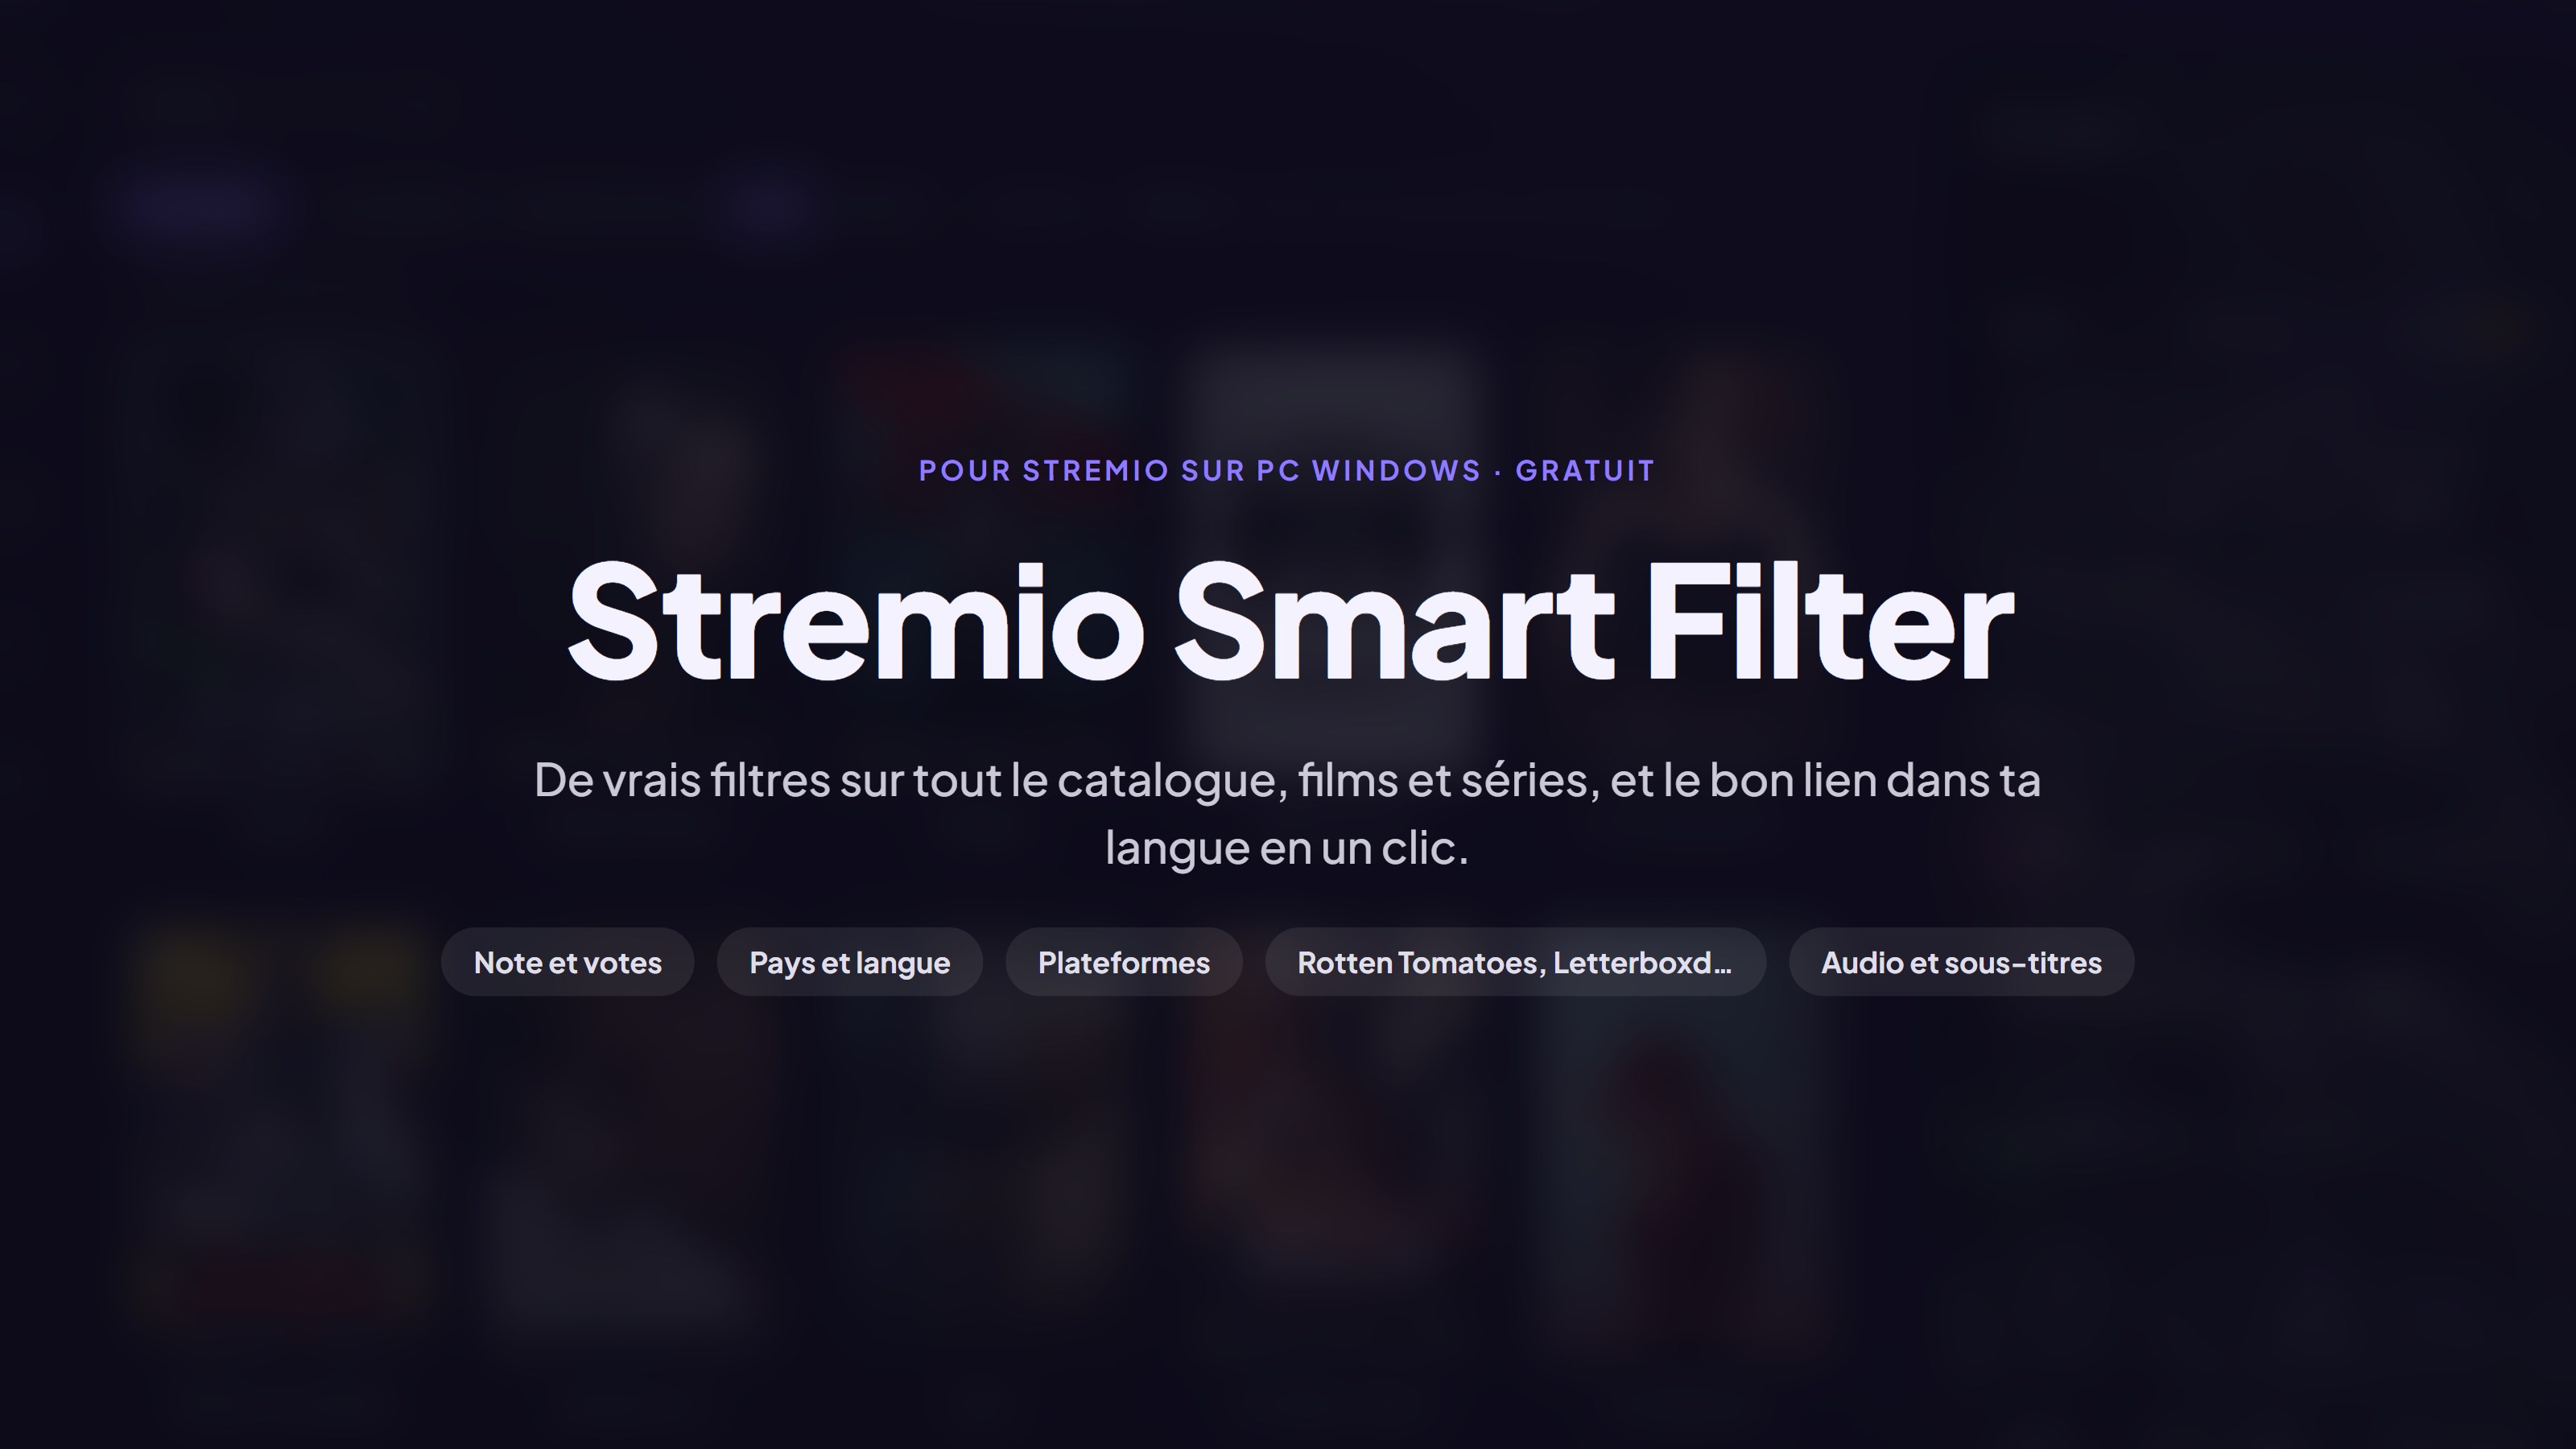 POUR STREMIO SUR PC WINDOWS · GRATUIT
Stremio Smart Filter
De vrais filtres sur tout le catalogue, films et séries, et le bon lien dans ta
langue en un clic.
Note et votes
Pays et langue
Plateformes
Rotten Tomatoes, Letterboxd…
Audio et sous-titres